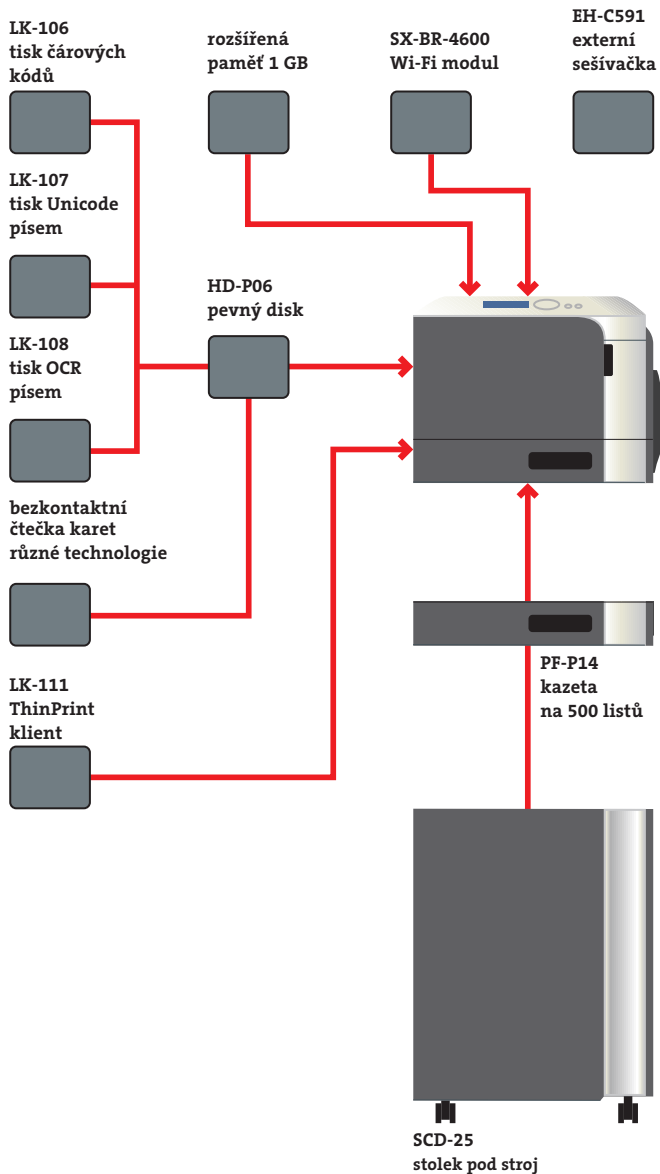 LK-106
tisk čárových
kódů
rozšířená
paměť 1 GB
SX-BR-4600
Wi-Fi modul
EH-C591
externí
sešívačka
LK-107
tisk Unicode
písem
HD-P06
pevný disk
LK-108
tisk OCR
písem
bezkontaktní
čtečka karet
různé technologie
PF-P14
kazeta
na 500 listů
LK-111
ThinPrint
klient
SCD-25
stolek pod stroj